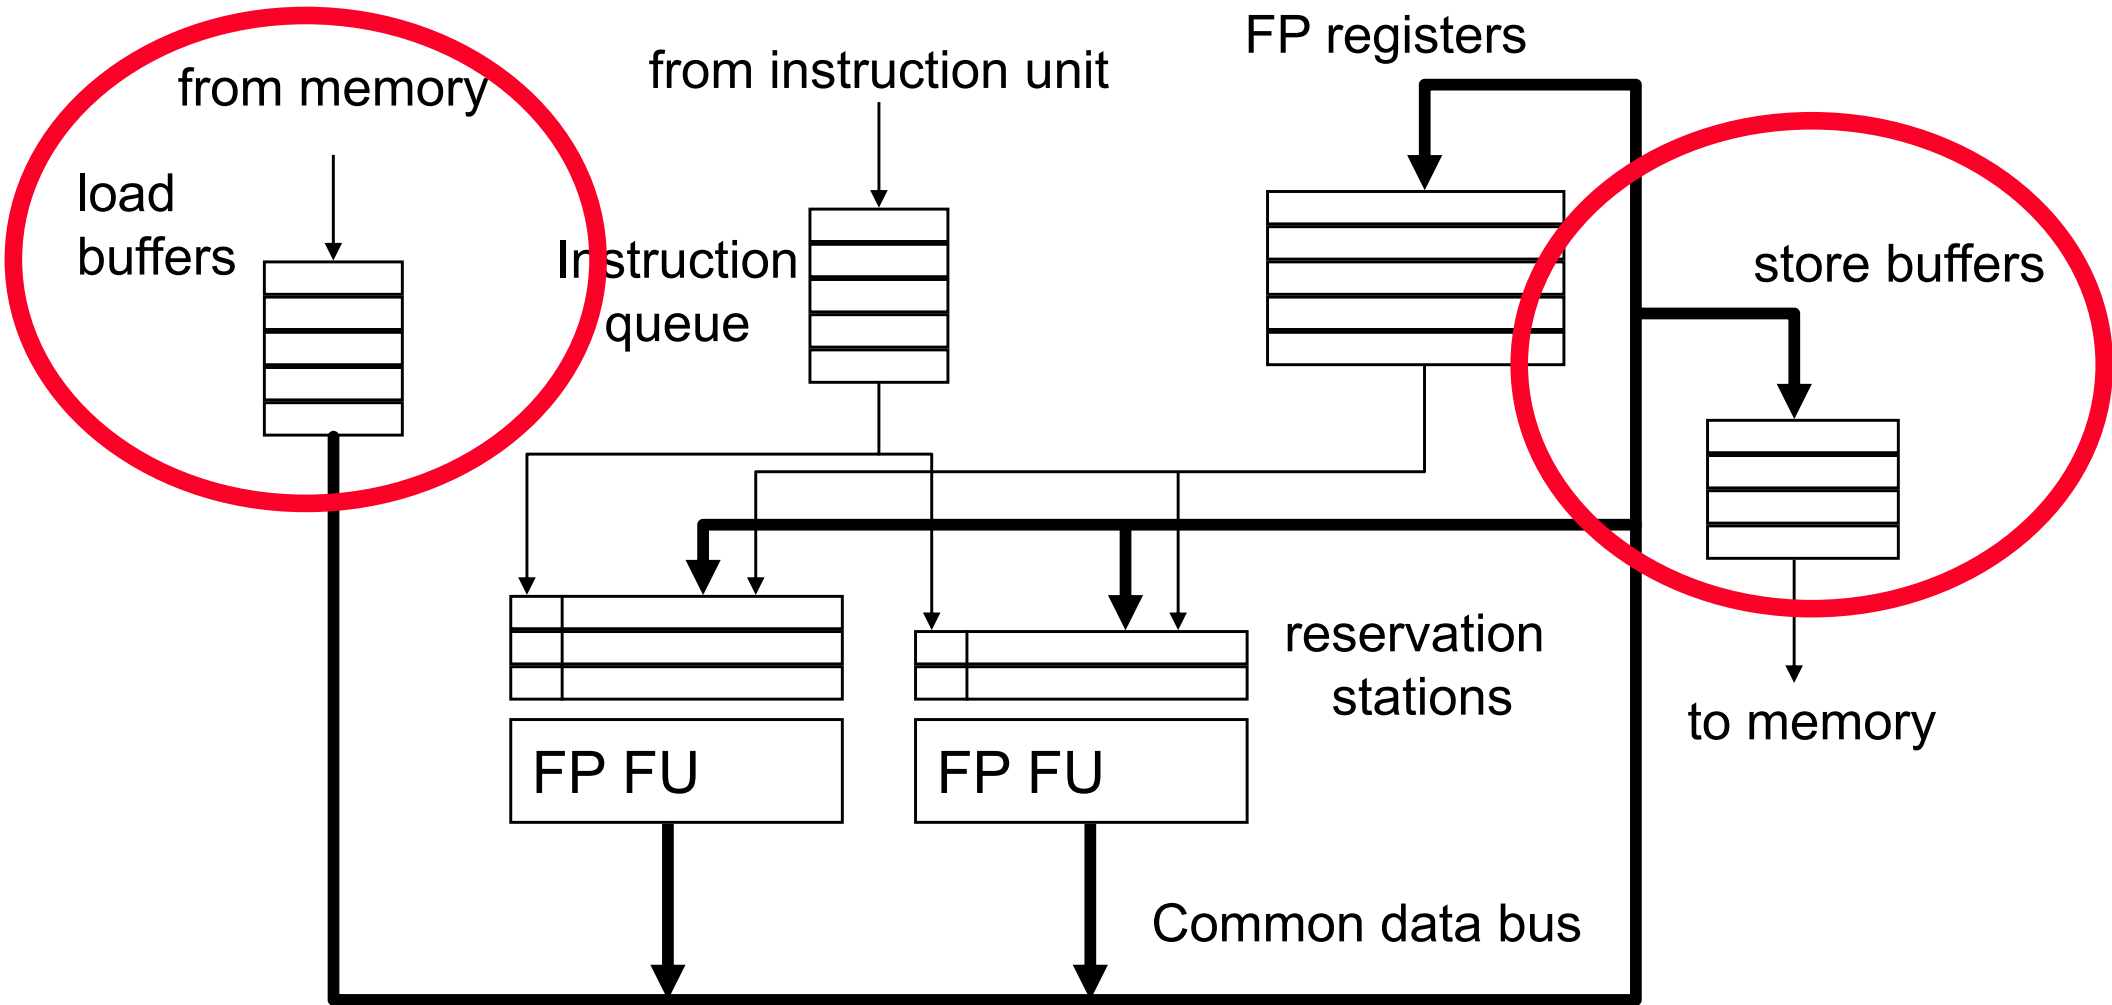 FP registers
from instruction unit
from memory
load
buffers
Instruction
queue
store buffers
reservation
stations
to memory
FP FU
FP FU
Common data bus